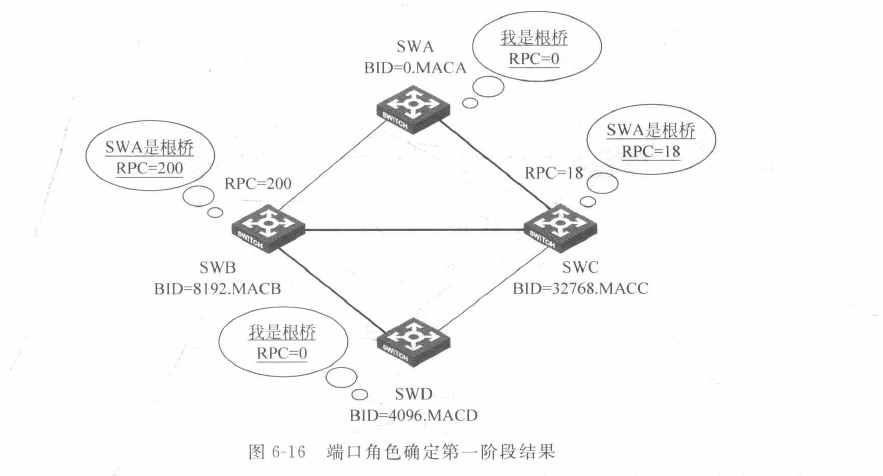 SWA
BID=0.MACA
我是根桥
RPC=0
SWITCH
SWA是根桥
RPC=200
SWA是根桥
RPC=18
RPC=200
RPC=18
SWITCH
SWITCH
SWB
BID=8192.MACB
SWC
BID=32768.MACC
我是根桥
RPC=0
SWITCH
SWD
BID=4096.MACD
图 6-16 端口角色确定第一阶段结果